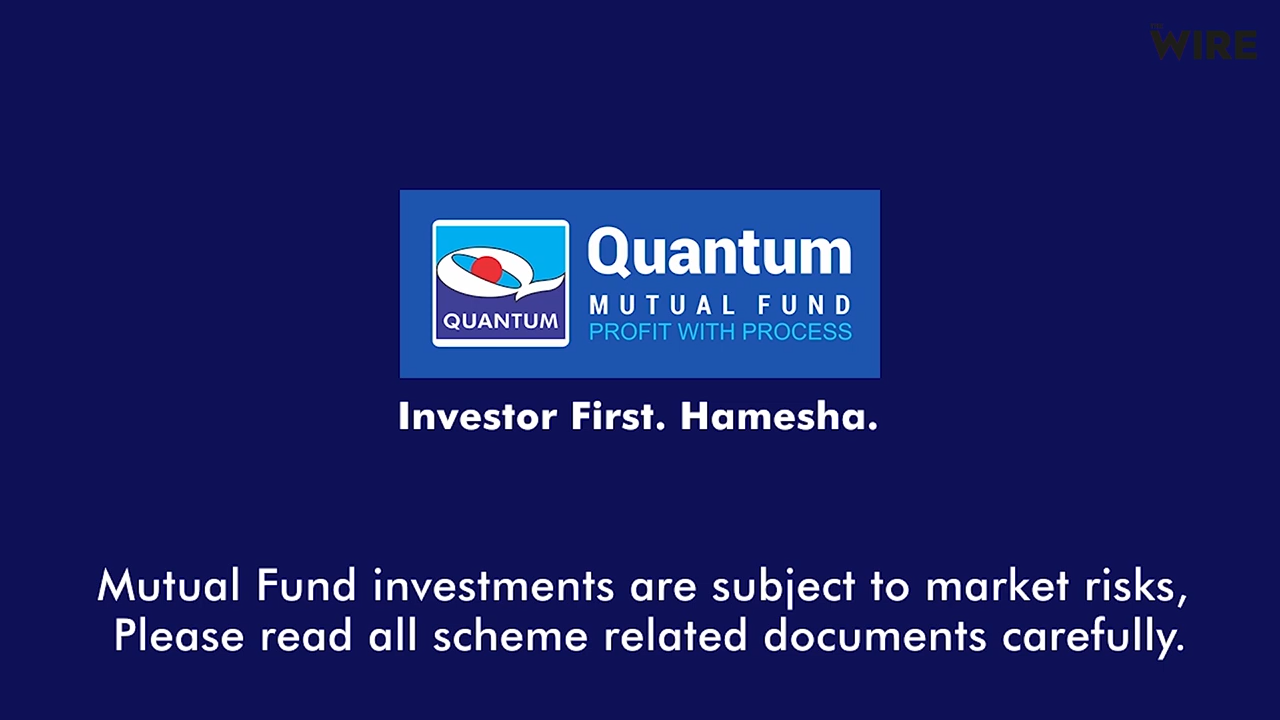 THE
WIRE
Quantum
MUTUAL FUND
PROFIT WITH PROCESS
QUANTUM
Investor First. Hamesha.
Mutual Fund investments are subject to market risks,
Please read all scheme related documents carefully.